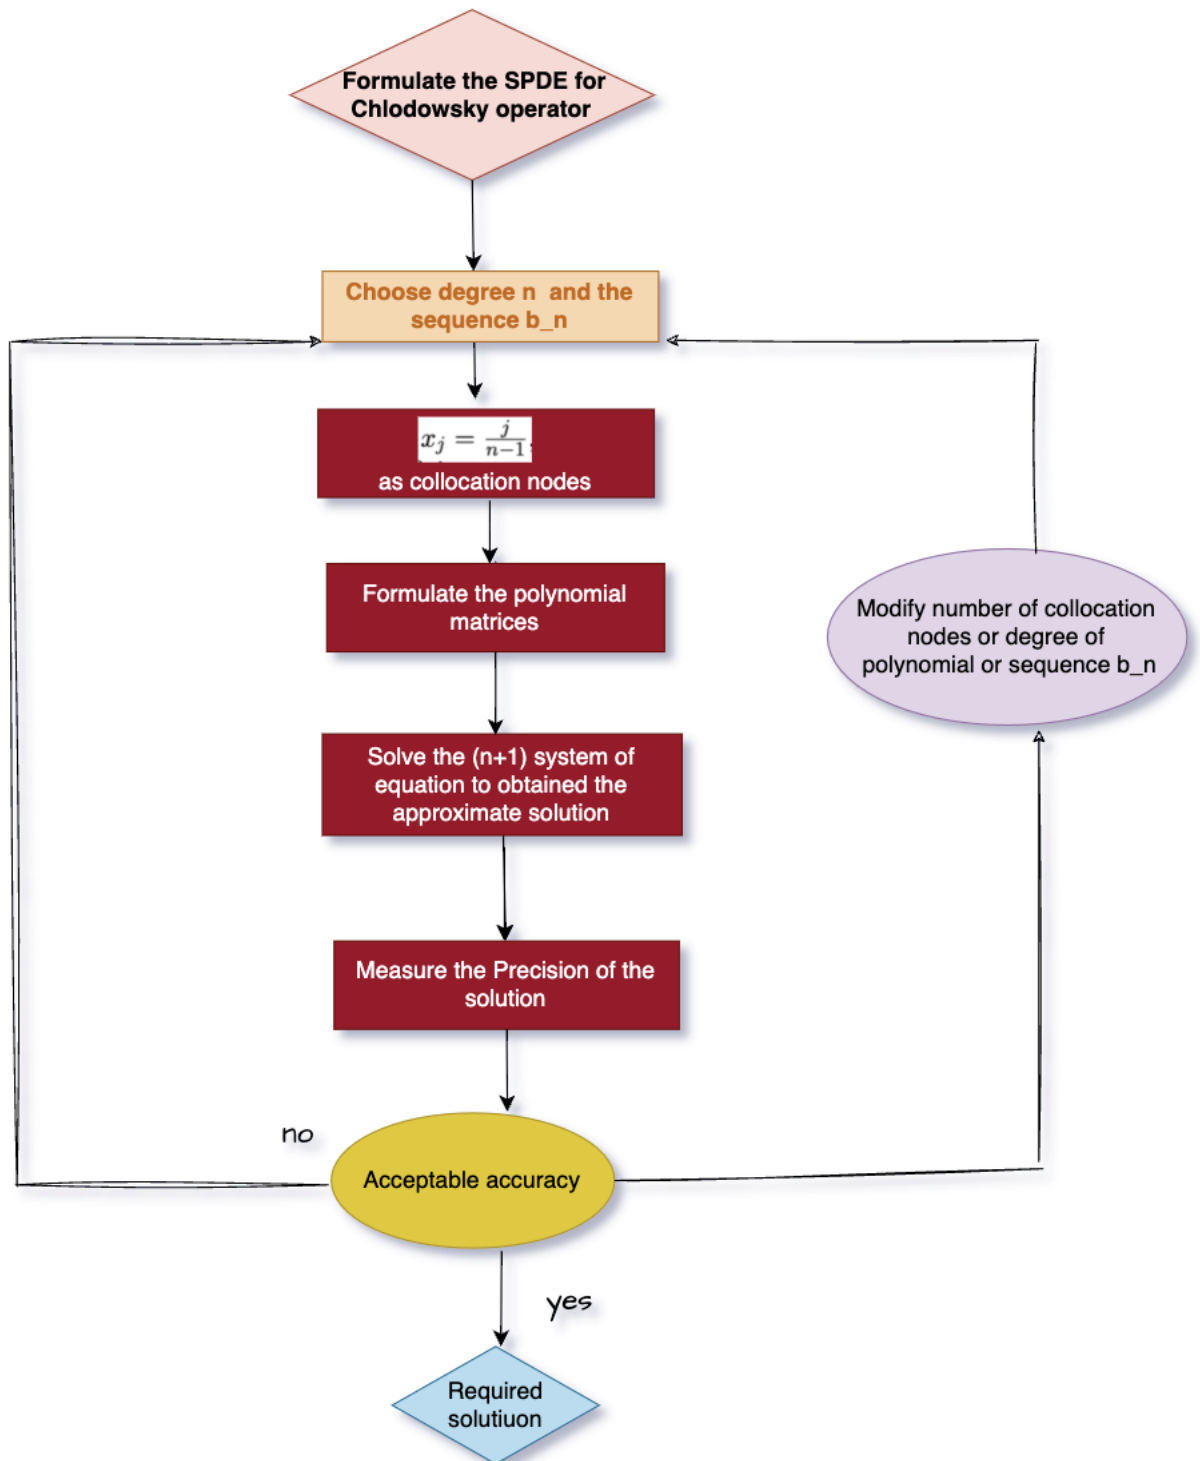 Formulate the SPDE for
Chlodowsky operator
Choose degree n and the
sequence b_n
x_j = \frac{j}{n-1},
as collocation nodes
Formulate the polynomial
matrices
Modify number of collocation
nodes or degree of
polynomial or sequence b_n
Solve the (n+1) system of
equation to obtained the
approximate solution
Measure the Precision of the
solution
no
Acceptable accuracy
yes
Required
solutiuon